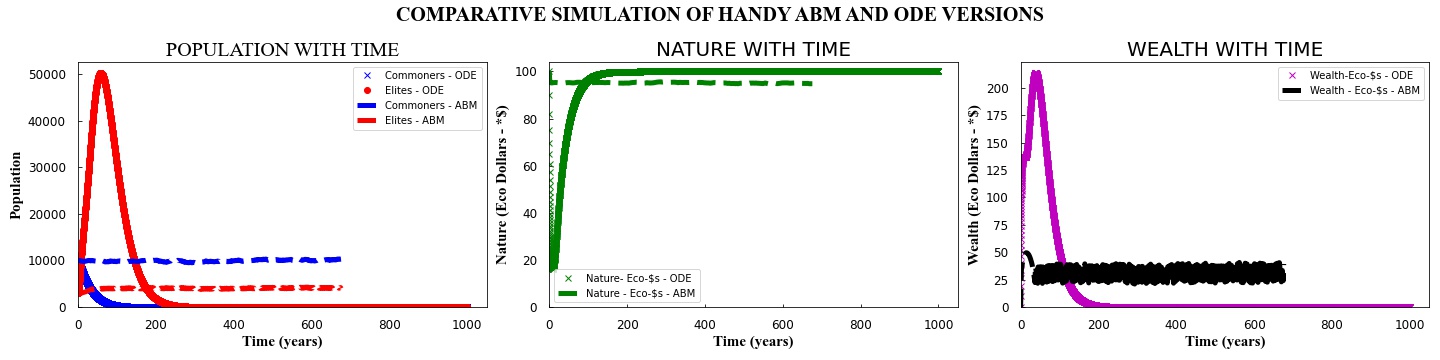 COMPARATIVE SIMULATION OF HANDY ABM AND ODE VERSIONS
POPULATION WITH TIME
Commoners - ODE
Elites - ODE
Commoners - ABM
Elites - ABM
50000
40000
30000
20000
10000
0
Population
0 200 400 600 800 1000
Time (years)
NATURE WITH TIME
100
80
60
40
20
0
Nature (Eco Dollars - *$)
Nature- Eco-$s - ODE
Nature - Eco-$s - ABM
0 200 400 600 800 1000
Time (years)
WEALTH WITH TIME
Wealth-Eco-$s - ODE
Wealth - Eco-$s - ABM
200
175
150
125
100
75
50
25
0
Wealth (Eco Dollars - *$)
0 200 400 600 800 1000
Time (years)